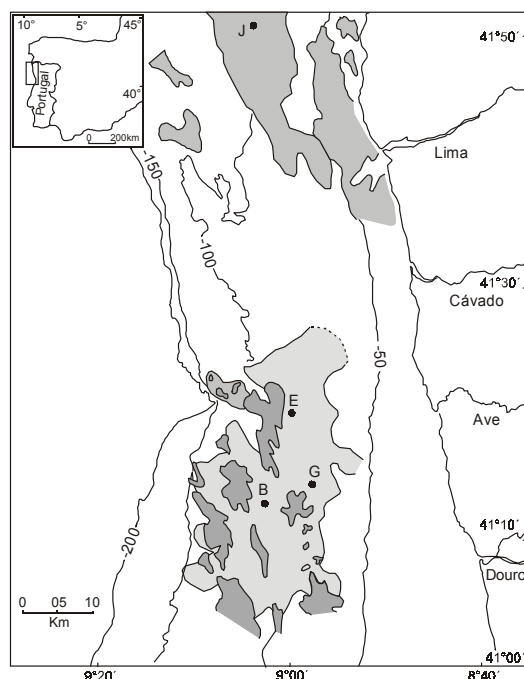 10° 5° 45°
40°
Portugal
0 200km
J
41°50'
Lima
-150
-100
41°30'
Cávado
-50
E
Ave
G
B
41°10'
-200
Douro
0 05 10
Km
41°00'
9°20' 9°00' 8°40'